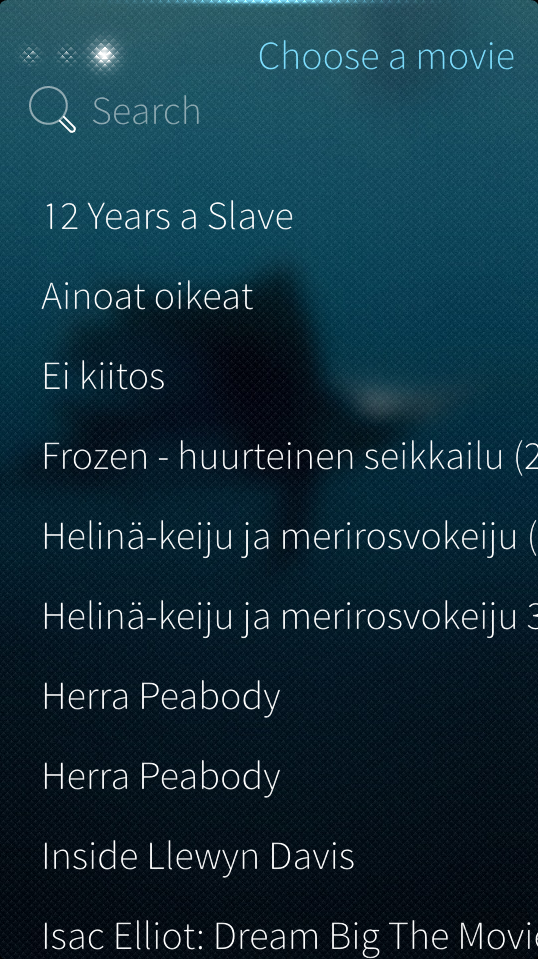 Choose a movie
Search
12 Years a Slave
Ainoat oikeat
Ei kiitos
Frozen - huurteinen seikkailu (2
Helinä-keiju ja merirosvokeiju (
Helinä-keiju ja merirosvokeiju 3
Herra Peabody
Herra Peabody
Inside Llewyn Davis
Isac Elliot: Dream Big The Movie